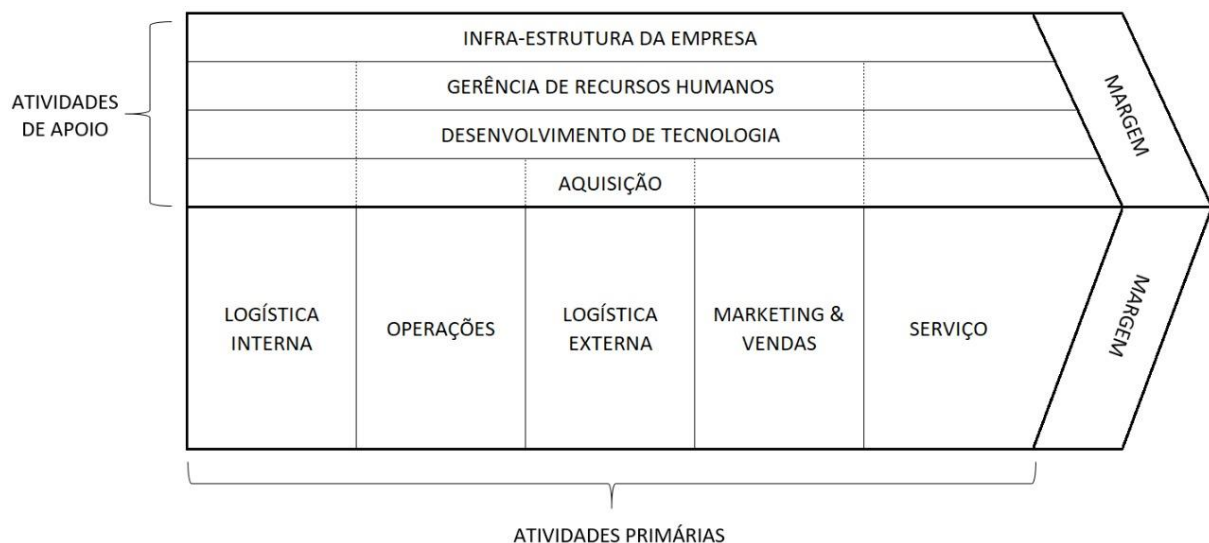 INFRA-ESTRUTURA DA EMPRESA
GERÊNCIA DE RECURSOS HUMANOS
ATIVIDADES
DE APOIO
DESENVOLVIMENTO DE TECNOLOGIA
AQUISIÇÃO
MARGEM
LOGÍSTICA
INTERNA
OPERAÇÕES
LOGÍSTICA
EXTERNA
MARKETING &
VENDAS
SERVIÇO
MARGEM
ATIVIDADES PRIMÁRIAS